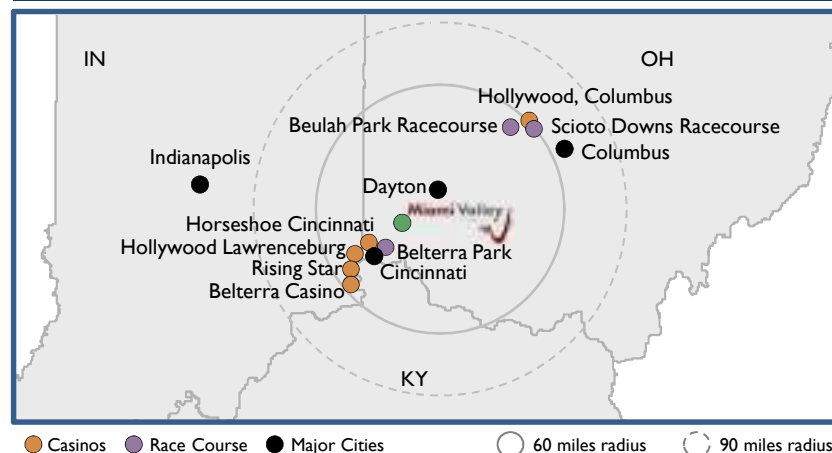 IN
OH
Hollywood, Columbus
Beulah Park Racecourse
Scioto Downs Racecourse
Columbus
Indianapolis
Dayton
Miami Valley
Horseshoe Cincinnati
Hollywood Lawrenceburg
Belterra Park
Rising Star
Cincinnati
Belterra Casino
KY
Casinos Race Course Major Cities 60 miles radius 90 miles radius